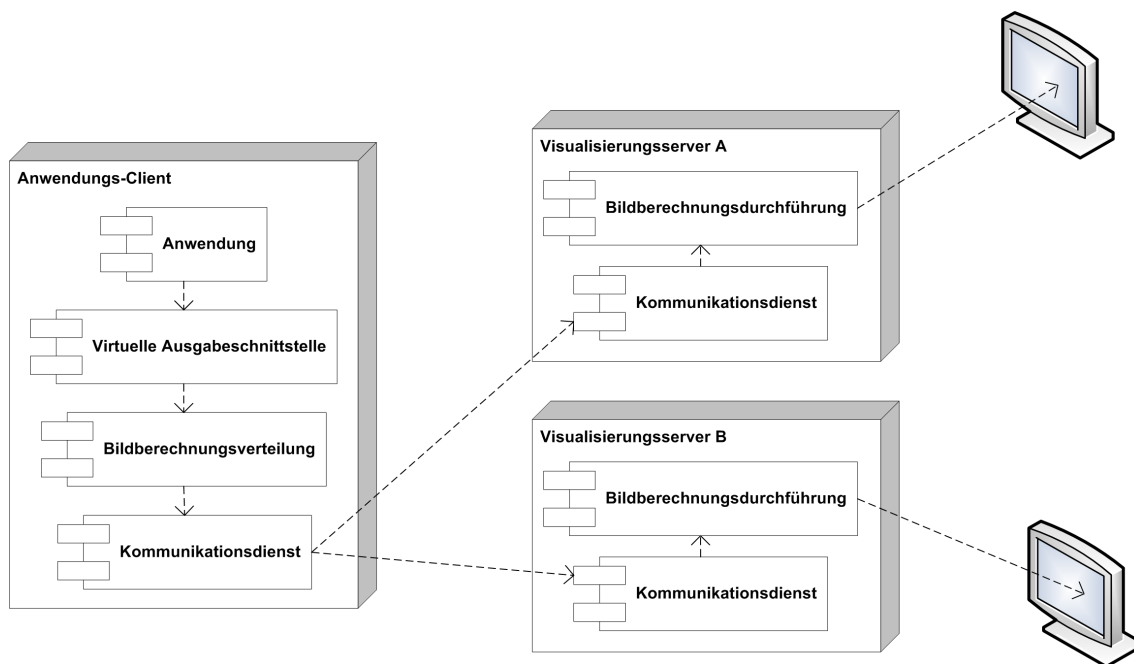 Anwendungs-Client
Anwendung
Virtuelle Ausgabeschnittstelle
Bildberechnungsverteilung
Kommunikationsdienst
Visualisierungsserver A
Bildberechnungsdurchführung
Kommunikationsdienst
Visualisierungsserver B
Bildberechnungsdurchführung
Kommunikationsdienst